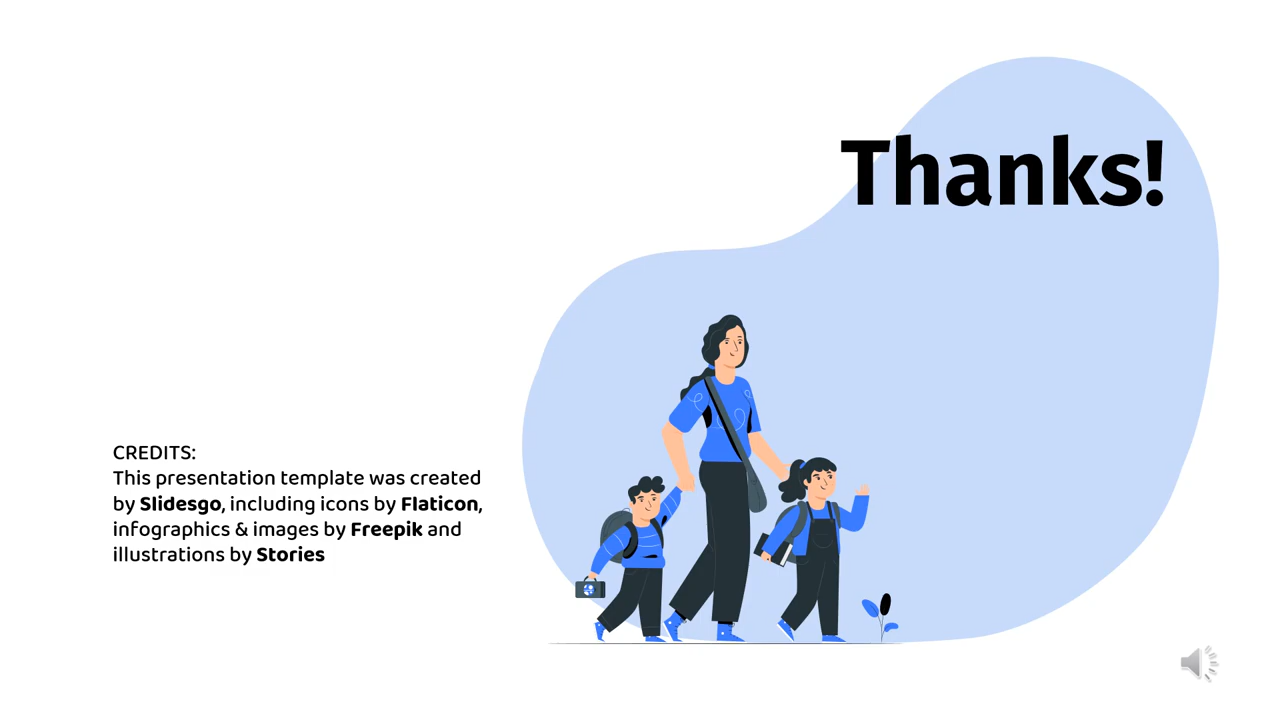 Thanks!
CREDITS:
This presentation template was created
by Slidesgo, including icons by Flaticon,
infographics & images by Freepik and
illustrations by Stories